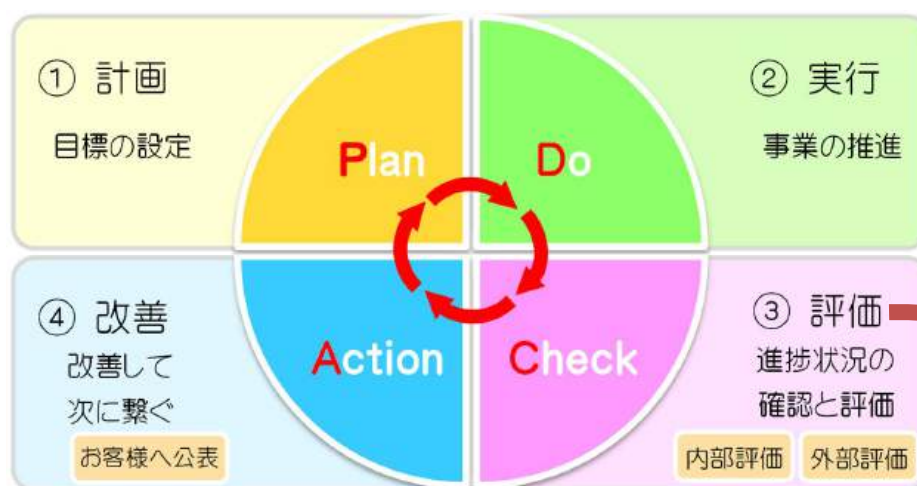 ① 計画
目標の設定
Plan
② 実行
事業の推進
Do
③ 評価
進捗状況の
確認と評価
内部評価
外部評価
Check
④ 改善
改善して
次に繋ぐ
お客様へ公表
Action